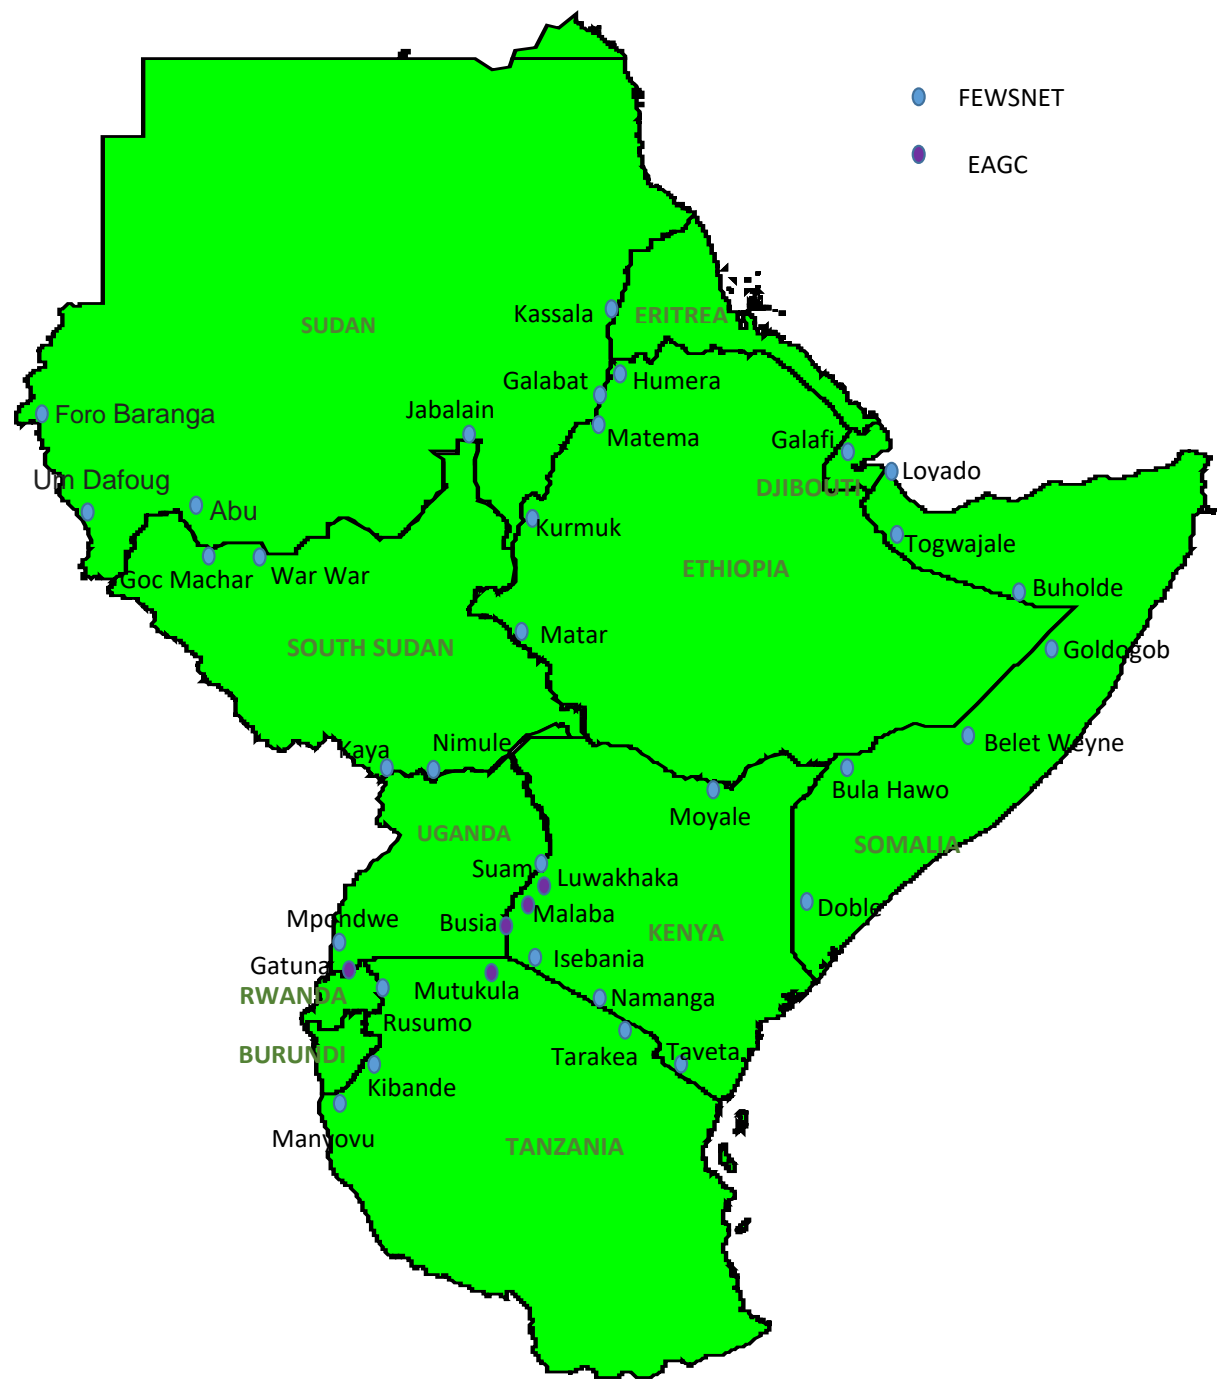 FEWSNET
EAGC
Kassala
SUDAN
ERITREA
Humera
Galabat
Jabalain
Foro Baranga
Matema
Galafi
Loyado
Um Dafoug
DJIBOUTI
Abu
Kurmuk
Togwajale
ETHIOPIA
Goc Machar
War War
Buholde
Matar
SOUTH SUDAN
Goldogob
Nimule
Belet Weyne
Kaya
Bula Hawo
Moyale
UGANDA
SOMALIA
Suam
Luwakhaka
Doble
Malaba
Mpondwe
Busia
KENYA
Isebania
Gatuna
Mutukula
RWANDA
Namanga
Rusumo
Tarakea
Taveta
BURUNDI
Kibande
Manyovu
TANZANIA